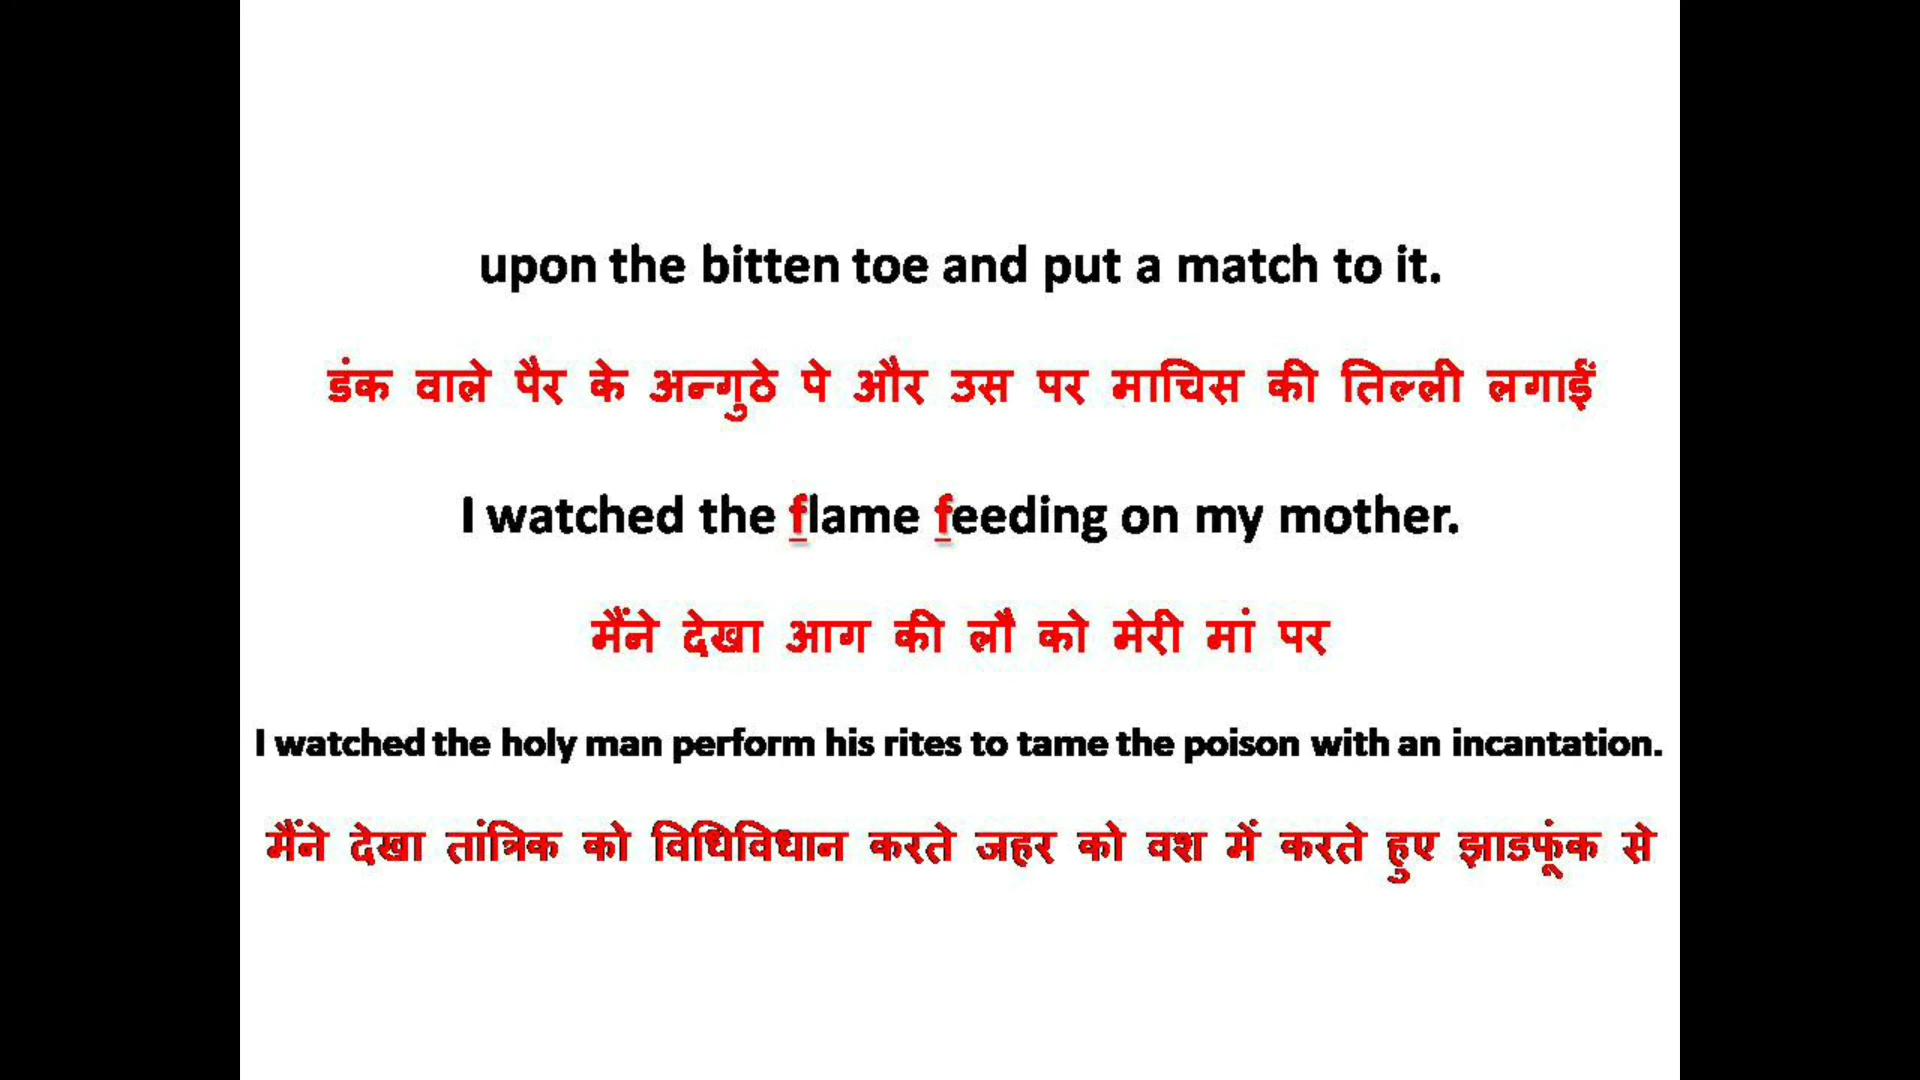 upon the bitten toe and put a match to it.
डंक वाले पैर के अन्गुठे पे और उस पर माचिस की तिल्ली लगाईं
I watched the flame feeding on my mother.
मैंने देखा आग की लौ को मेरी मां पर
I watched the holy man perform his rites to tame the poison with an incantation.
मैंने देखा तांत्रिक को विधिविधान करते जहर को वश में करते हुए झाडफूंक से